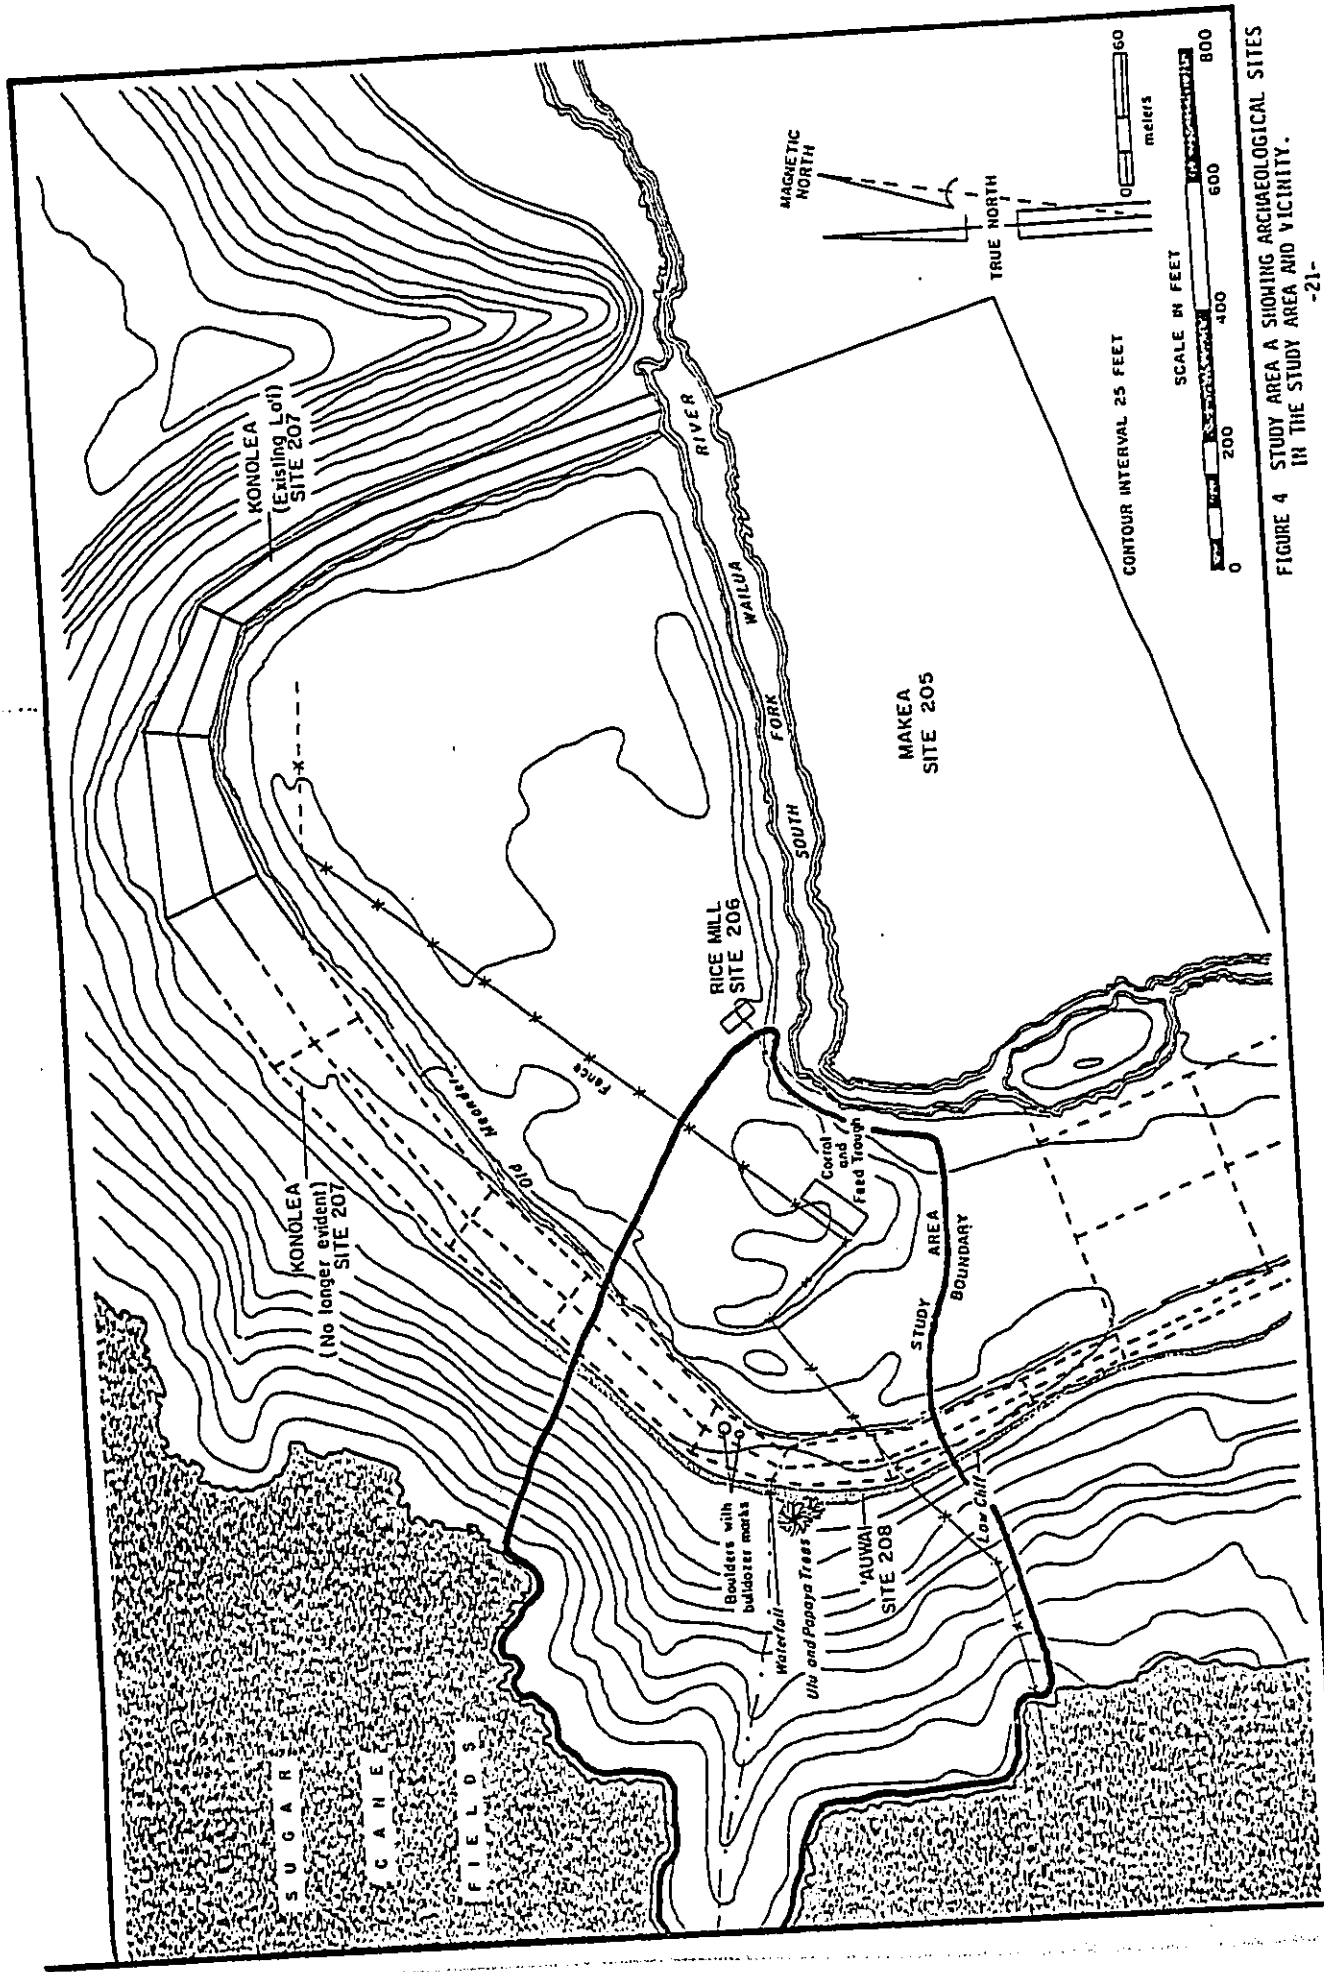 KONOLEA
(Existing Lo'i)
SITE 207
KONOLEA
(No longer evident)
SITE 207
SUGAR
CANE
FIELDS
Old
Meander
Fence
RICE MILL
SITE 206
SOUTH
FORK
WAILUA
RIVER
MAKEA
SITE 205
Corral
and
Feed Trough
STUDY
AREA
BOUNDARY
Boulders with
bulldozer marks
Waterfall
Ulu and Papaya Trees
'AUWAI
SITE 208
Low Cliff
MAGNETIC
NORTH
TRUE NORTH
CONTOUR INTERVAL 25 FEET
0 60
meters
SCALE IN FEET
0 200 400 600 800
FIGURE 4 STUDY AREA A SHOWING ARCHAEOLOGICAL SITES
IN THE STUDY AREA AND VICINITY.
-21-